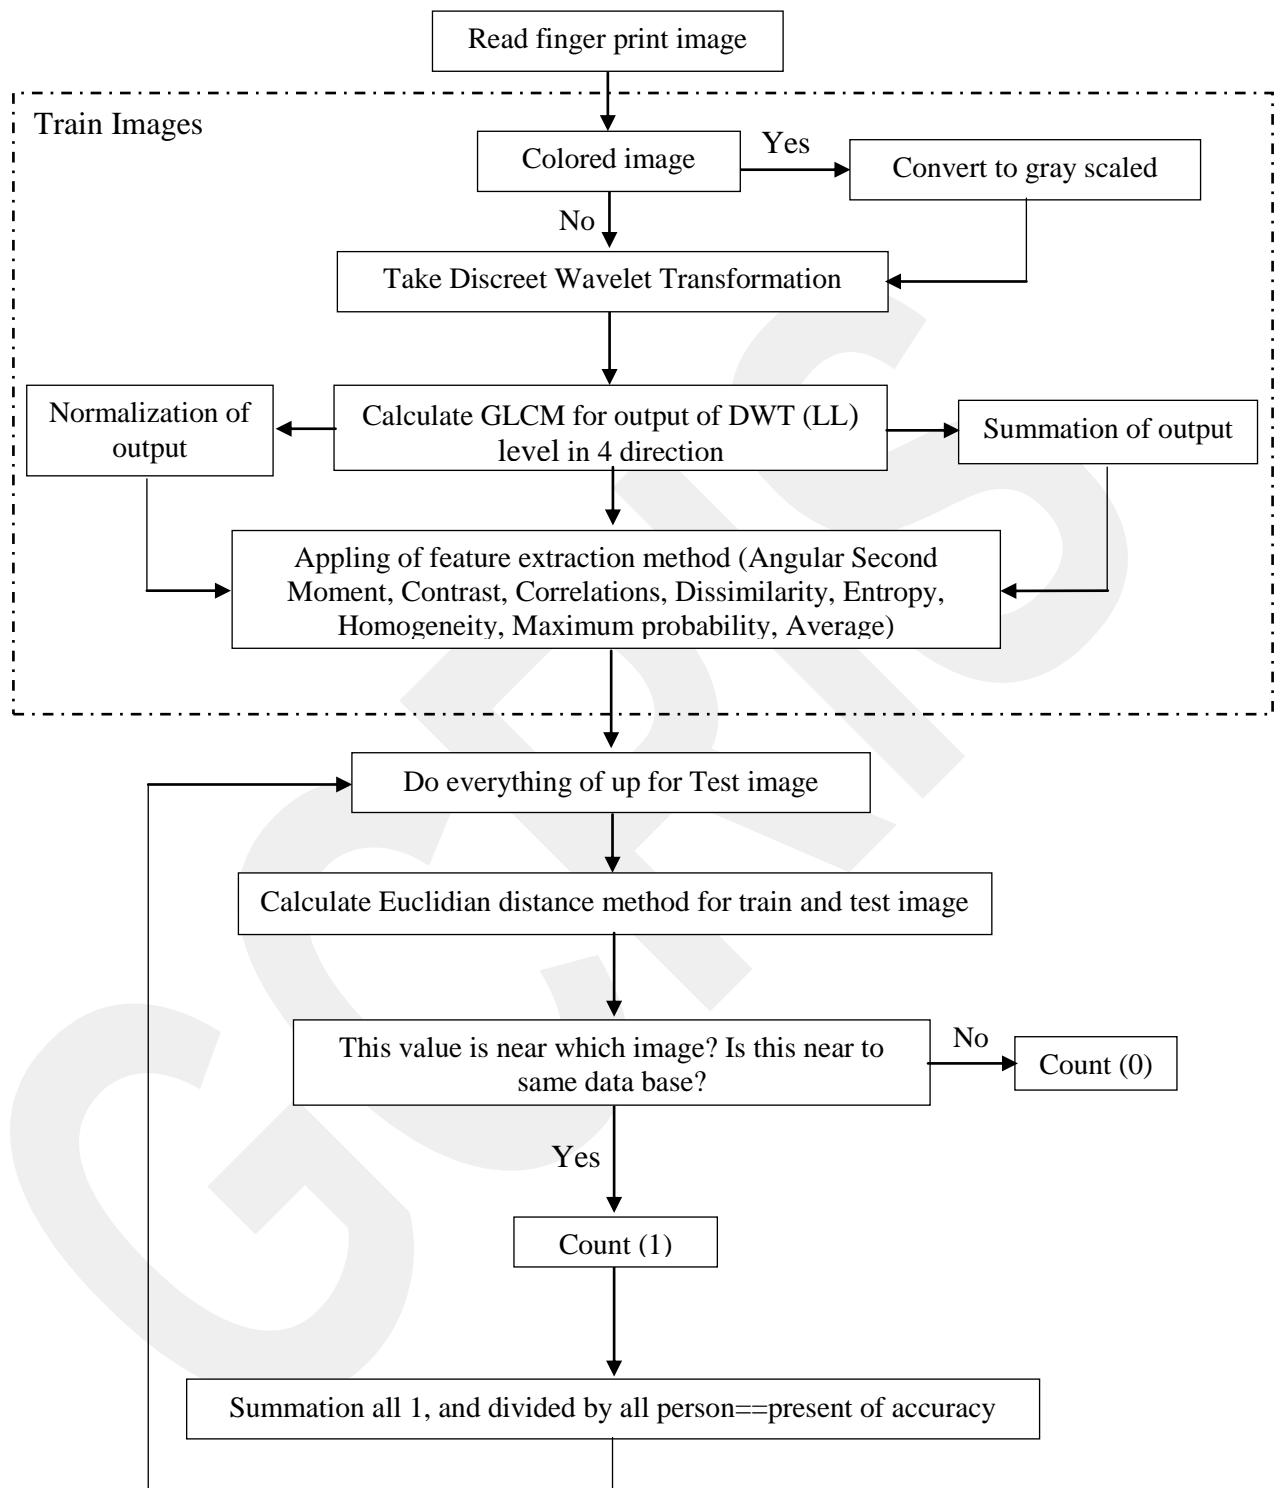 Read finger print image
Train Images
Colored image
Yes
Convert to gray scaled
No
Take Discreet Wavelet Transformation
Normalization of
output
Calculate GLCM for output of DWT (LL)
level in 4 direction
Summation of output
Appling of feature extraction method (Angular Second
Moment, Contrast, Correlations, Dissimilarity, Entropy,
Homogeneity, Maximum probability, Average)
Do everything of up for Test image
Calculate Euclidian distance method for train and test image
This value is near which image? Is this near to
same data base?
No
Count (0)
Yes
Count (1)
Summation all 1, and divided by all person==present of accuracy
GCRIS